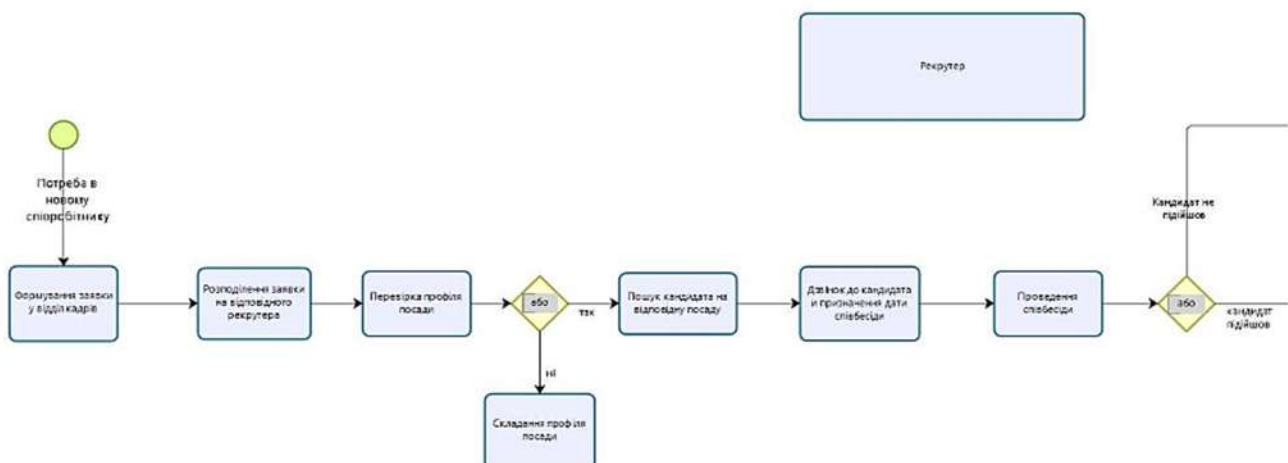 Рекрутер
Потреба в
новому
співробітнику
Кандидат не
підійшов
Формування заявки
у відділ кадрів
Розподілення заявки
на відповідного
рекрутера
Перевірка профіля
посади
або
так
Пошук кандидата на
відповідну посаду
Дзвінок до кандидата
и призначення дати
співбесіди
Проведення
співбесіди
або
кандидат
підійшов
ні
Складання профіля
посади